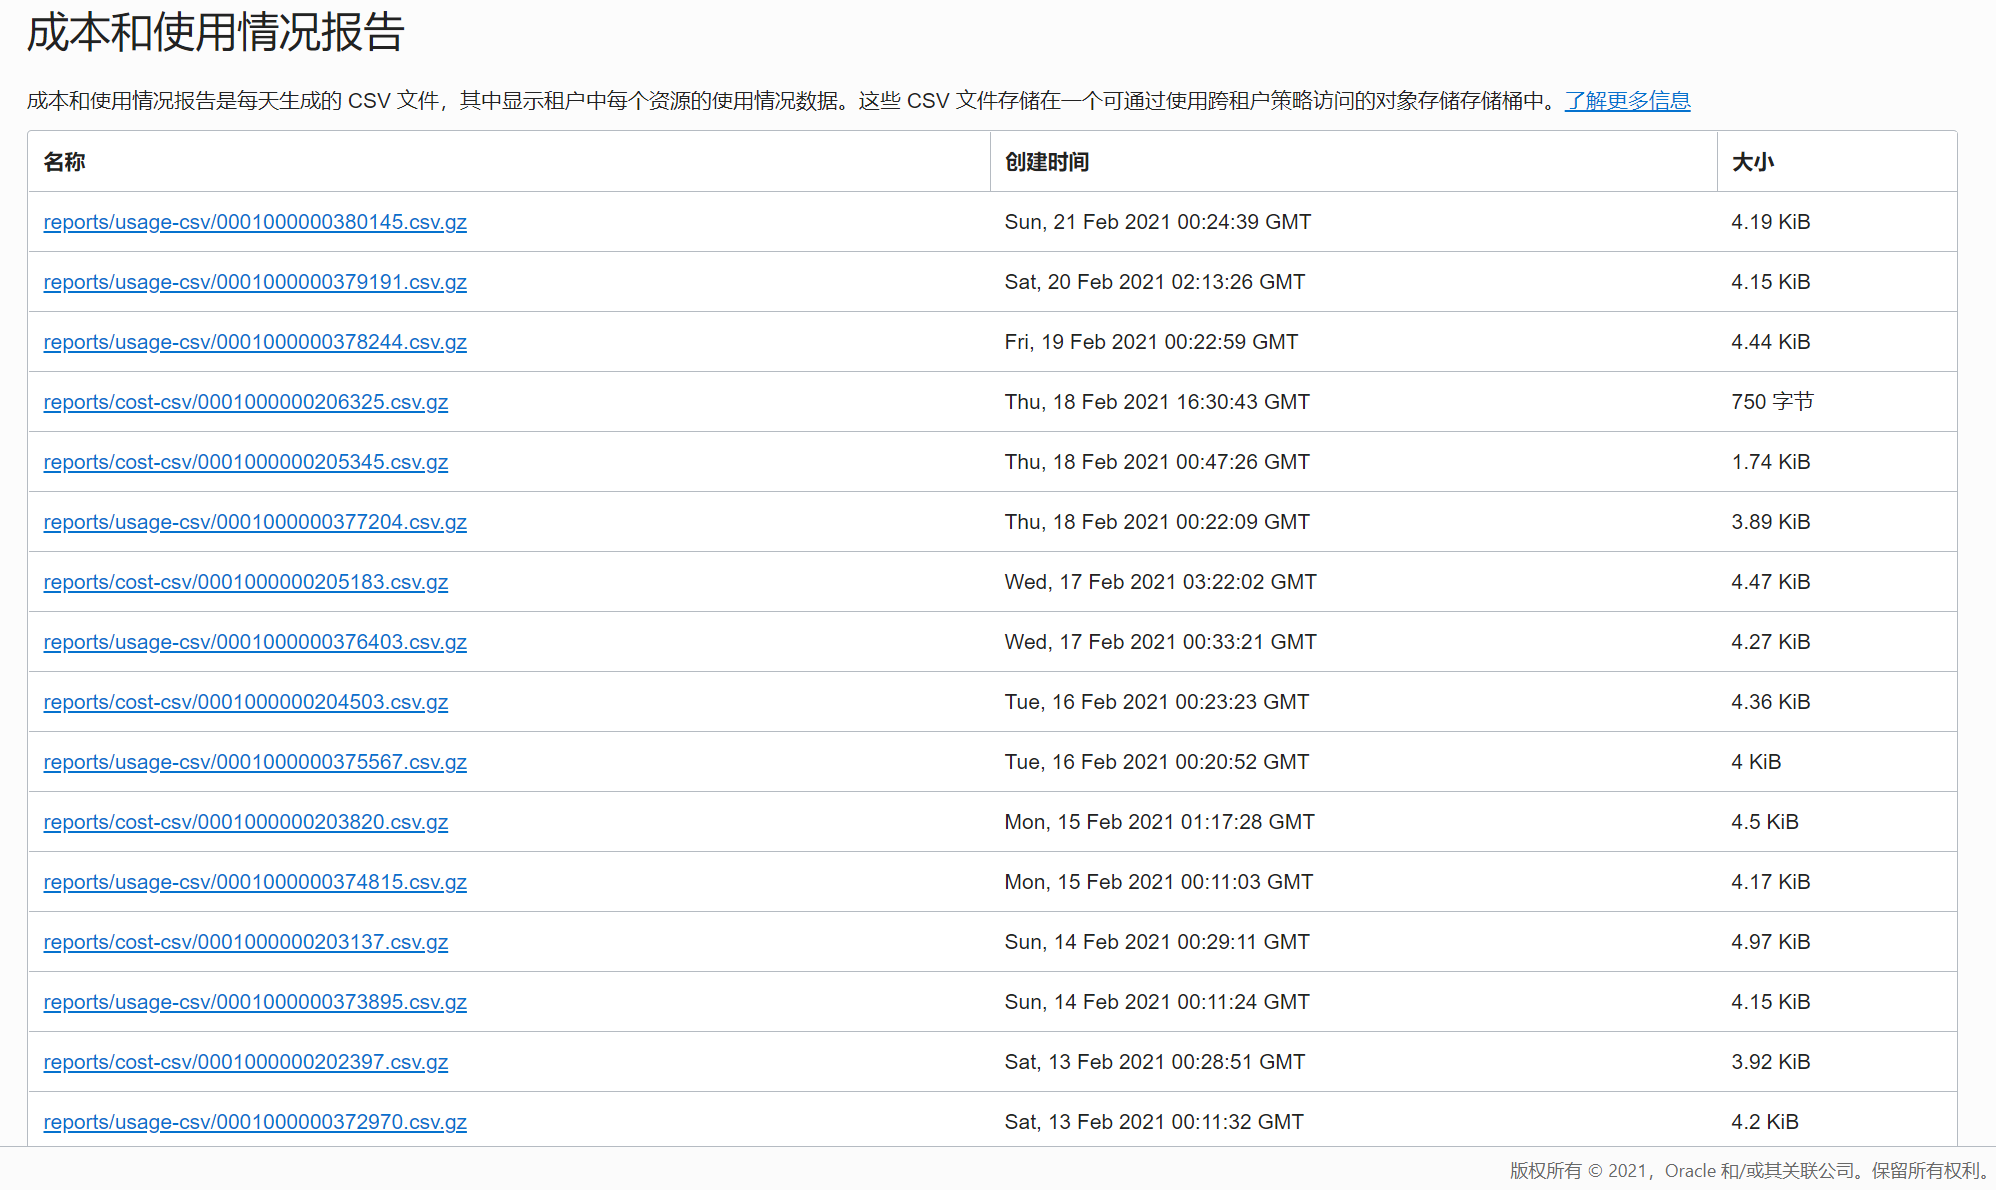 成本和使用情况报告
成本和使用情况报告是每天生成的 CSV 文件，其中显示租户中每个资源的使用情况数据。这些 CSV 文件存储在一个可通过使用跨租户策略访问的对象存储存储桶中。了解更多信息
名称 创建时间 大小
reports/usage-csv/0001000000380145.csv.gz Sun, 21 Feb 2021 00:24:39 GMT 4.19 KiB
reports/usage-csv/0001000000379191.csv.gz Sat, 20 Feb 2021 02:13:26 GMT 4.15 KiB
reports/usage-csv/0001000000378244.csv.gz Fri, 19 Feb 2021 00:22:59 GMT 4.44 KiB
reports/cost-csv/0001000000206325.csv.gz Thu, 18 Feb 2021 16:30:43 GMT 750 字节
reports/cost-csv/0001000000205345.csv.gz Thu, 18 Feb 2021 00:47:26 GMT 1.74 KiB
reports/usage-csv/0001000000377204.csv.gz Thu, 18 Feb 2021 00:22:09 GMT 3.89 KiB
reports/cost-csv/0001000000205183.csv.gz Wed, 17 Feb 2021 03:22:02 GMT 4.47 KiB
reports/usage-csv/0001000000376403.csv.gz Wed, 17 Feb 2021 00:33:21 GMT 4.27 KiB
reports/cost-csv/0001000000204503.csv.gz Tue, 16 Feb 2021 00:23:23 GMT 4.36 KiB
reports/usage-csv/0001000000375567.csv.gz Tue, 16 Feb 2021 00:20:52 GMT 4 KiB
reports/cost-csv/0001000000203820.csv.gz Mon, 15 Feb 2021 01:17:28 GMT 4.5 KiB
reports/usage-csv/0001000000374815.csv.gz Mon, 15 Feb 2021 00:11:03 GMT 4.17 KiB
reports/cost-csv/0001000000203137.csv.gz Sun, 14 Feb 2021 00:29:11 GMT 4.97 KiB
reports/usage-csv/0001000000373895.csv.gz Sun, 14 Feb 2021 00:11:24 GMT 4.15 KiB
reports/cost-csv/0001000000202397.csv.gz Sat, 13 Feb 2021 00:28:51 GMT 3.92 KiB
reports/usage-csv/0001000000372970.csv.gz Sat, 13 Feb 2021 00:11:32 GMT 4.2 KiB
版权所有 © 2021，Oracle 和/或其关联公司。保留所有权利。